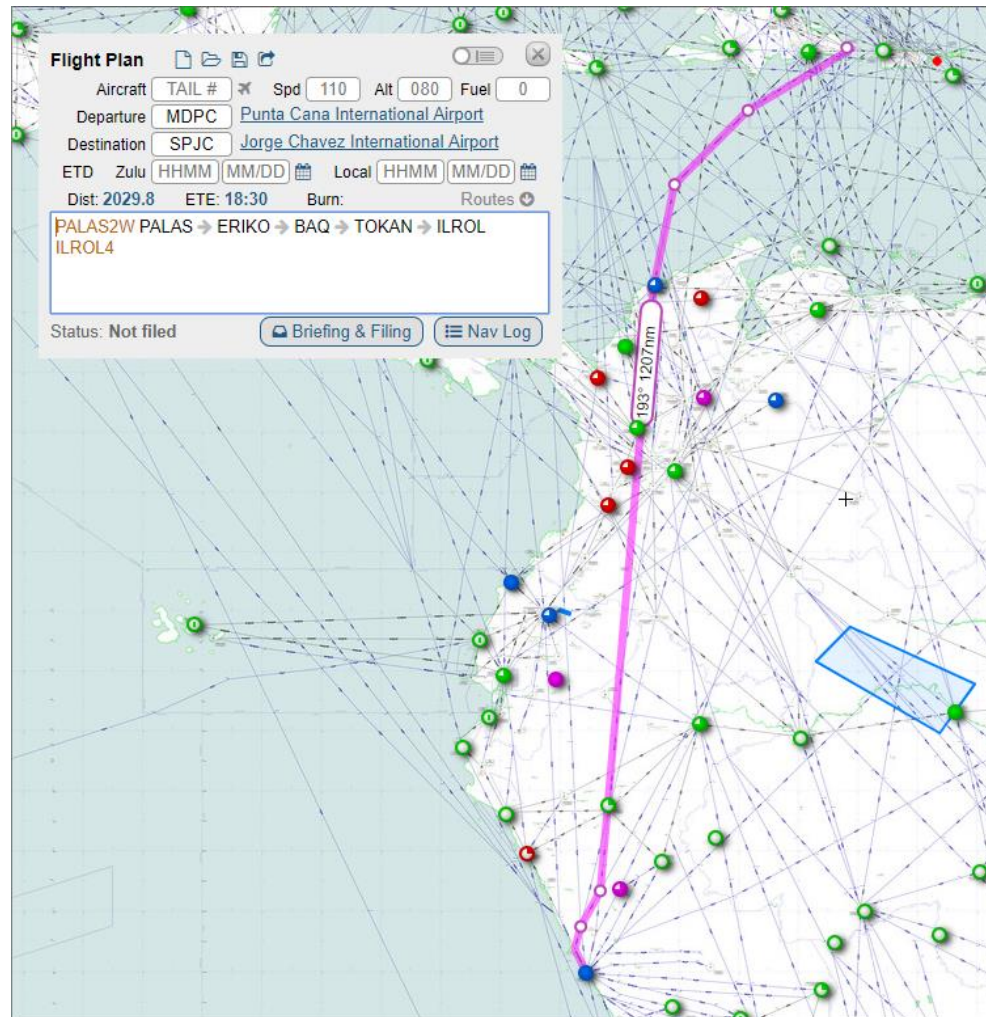 Flight Plan
Aircraft TAIL # Spd 110 Alt 080 Fuel 0
Departure MDPC Punta Cana International Airport
Destination SPJC Jorge Chavez International Airport
ETD Zulu HHMM MM/DD Local HHMM MM/DD
Dist: 2029.8 ETE: 18:30 Burn: Routes
PALAS2W PALAS → ERIKO → BAQ → TOKAN → ILROL
ILROL4
Status: Not filed Briefing & Filing Nav Log
193° 1207nm